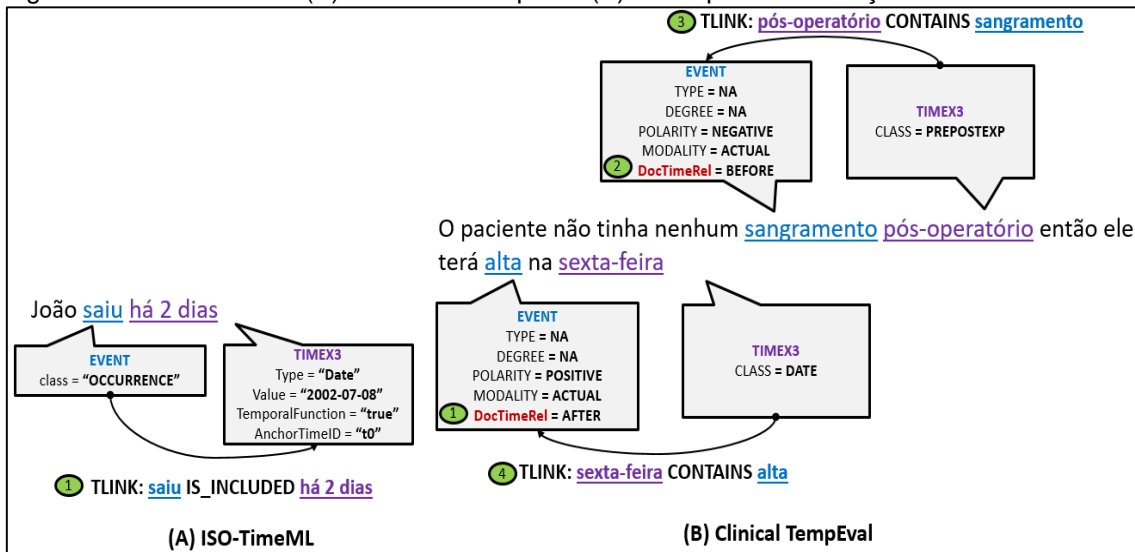 3 TLINK: pós-operatório CONTAINS sangramento
EVENT
TYPE = NA
DEGREE = NA
POLARITY = NEGATIVE
MODALITY = ACTUAL
2 DocTimeRel = BEFORE
TIMEX3
CLASS = PREPOSTEXP
O paciente não tinha nenhum sangramento pós-operatório então ele
terá alta na sexta-feira
João saiu há 2 dias
EVENT
class = “OCCURRENCE”
TIMEX3
Type = “Date”
Value = “2002-07-08”
TemporalFunction = “true”
AnchorTimeID = “t0”
1 TLINK: saiu IS_INCLUDED há 2 dias
(A) ISO-TimeML
EVENT
TYPE = NA
DEGREE = NA
POLARITY = POSITIVE
MODALITY = ACTUAL
1 DocTimeRel = AFTER
TIMEX3
CLASS = DATE
4 TLINK: sexta-feira CONTAINS alta
(B) Clinical TempEval